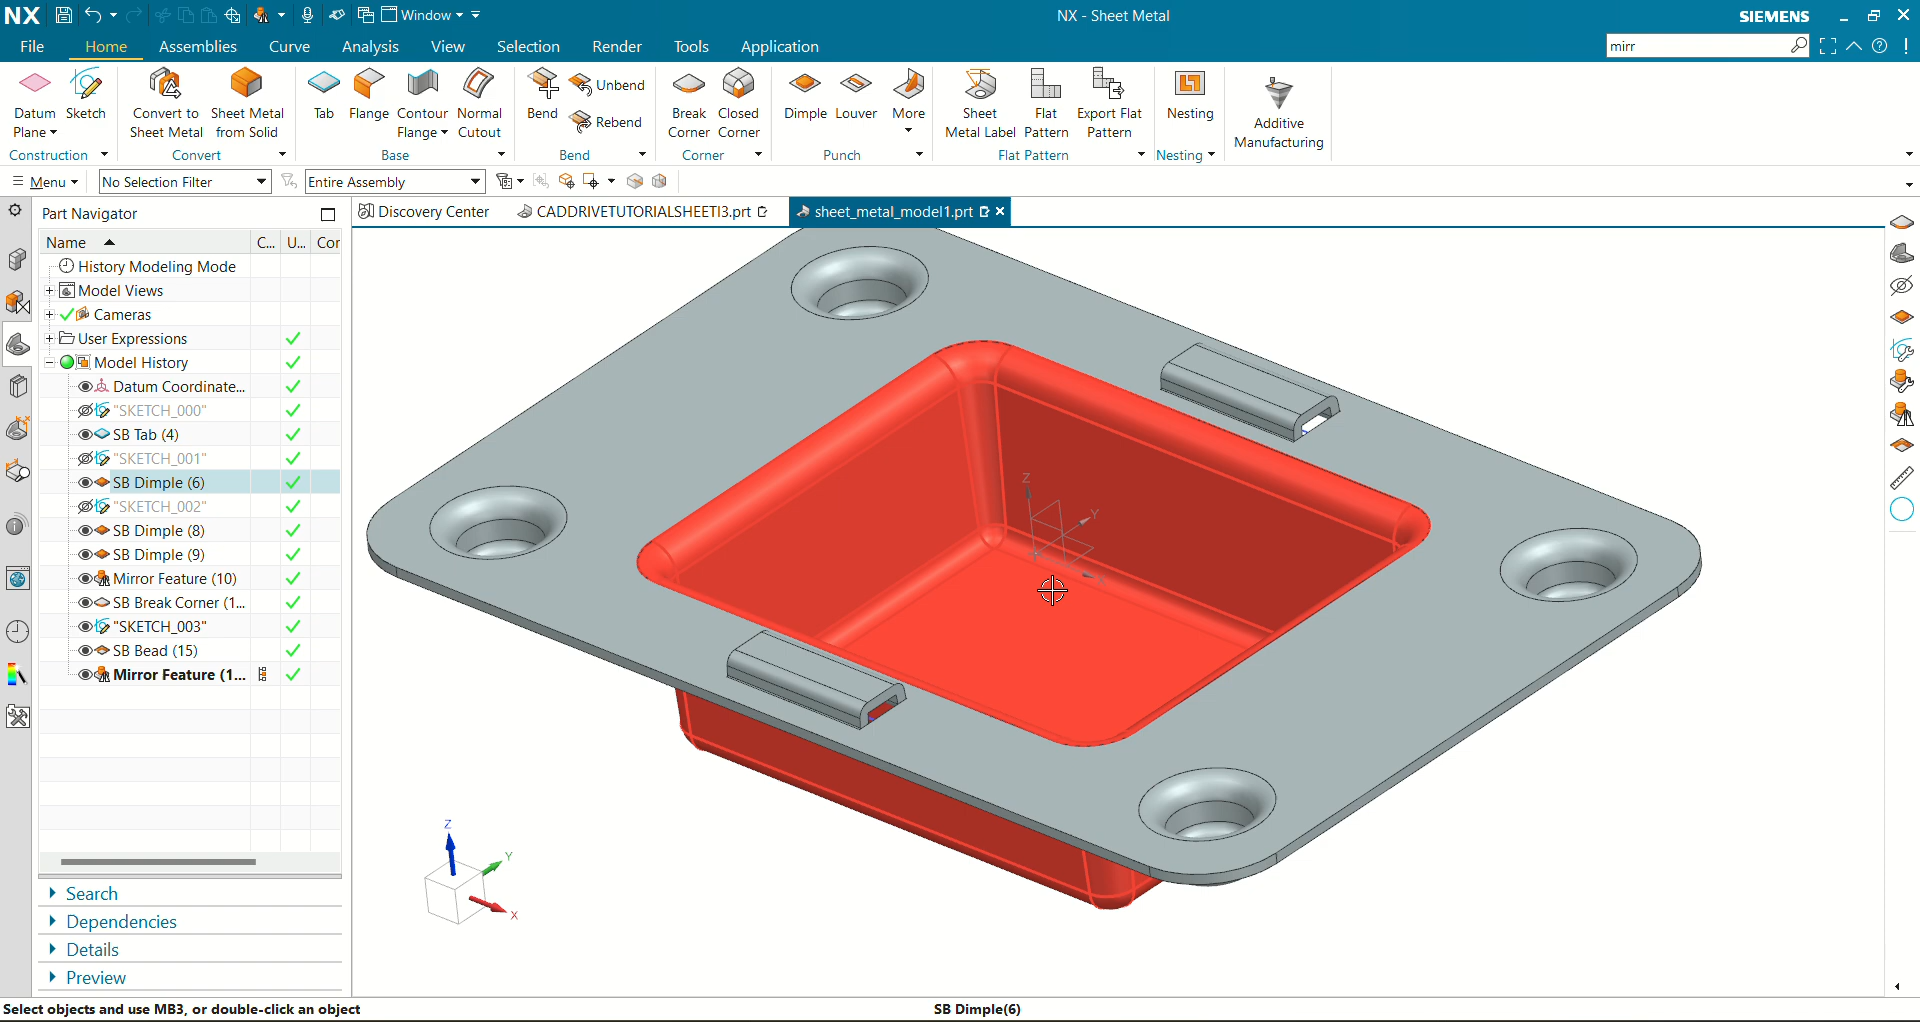 NX
Window
NX - Sheet Metal
SIEMENS
File
Home
Assemblies
Curve
Analysis
View
Selection
Render
Tools
Application
mirr
Datum
Plane
Sketch
Convert to
Sheet Metal
Sheet Metal
from Solid
Tab
Flange
Contour
Flange
Normal
Cutout
Bend
Unbend
Rebend
Break
Corner
Closed
Corner
Dimple
Louver
More
Sheet
Metal Label
Flat
Pattern
Export Flat
Pattern
Nesting
Additive
Manufacturing
Construction
Convert
Base
Bend
Corner
Punch
Flat Pattern
Nesting
Menu
No Selection Filter
Entire Assembly
Part Navigator
Discovery Center
CADDRIVETUTORIALSHEETI3.prt
sheet_metal_model1.prt
Name
C...
U...
Cor
History Modeling Mode
Model Views
Cameras
User Expressions
Model History
Datum Coordinate...
"SKETCH_000"
SB Tab (4)
"SKETCH_001"
SB Dimple (6)
"SKETCH_002"
SB Dimple (8)
SB Dimple (9)
Mirror Feature (10)
SB Break Corner (1...
"SKETCH_003"
SB Bead (15)
Mirror Feature (1...
Z
Y
X
Z
Y
X
Search
Dependencies
Details
Preview
Select objects and use MB3, or double-click an object
SB Dimple(6)